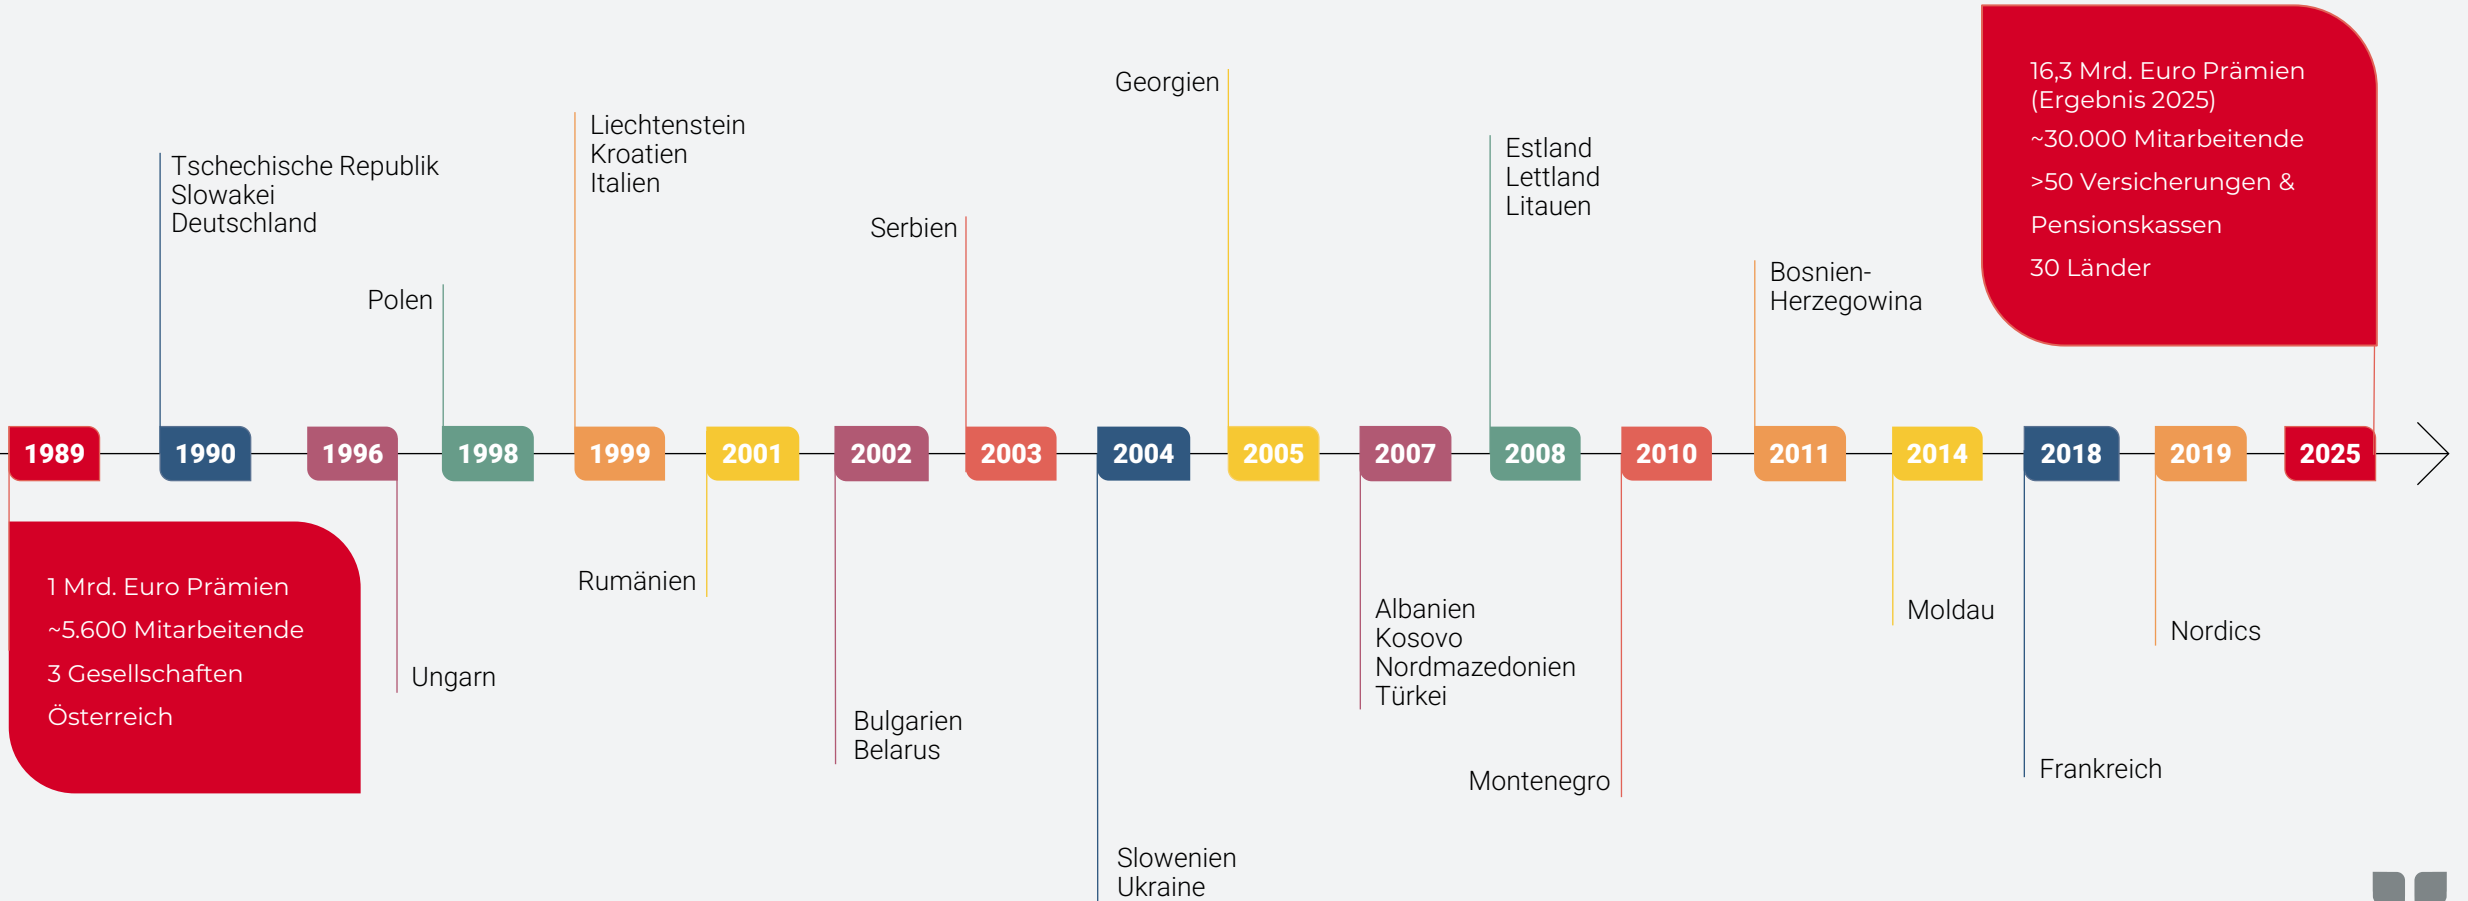 Georgien
16,3 Mrd. Euro Prämien
(Ergebnis 2025)
~30.000 Mitarbeitende
>50 Versicherungen &
Pensionskassen
30 Länder
Liechtenstein
Kroatien
Italien
Estland
Lettland
Litauen
Tschechische Republik
Slowakei
Deutschland
Serbien
Bosnien-
Herzegowina
Polen
1989
1990
1996
1998
1999
2001
2002
2003
2004
2005
2007
2008
2010
2011
2014
2018
2019
2025
1 Mrd. Euro Prämien
~5.600 Mitarbeitende
3 Gesellschaften
Österreich
Rumänien
Albanien
Kosovo
Nordmazedonien
Türkei
Moldau
Nordics
Ungarn
Bulgarien
Belarus
Montenegro
Frankreich
Slowenien
Ukraine